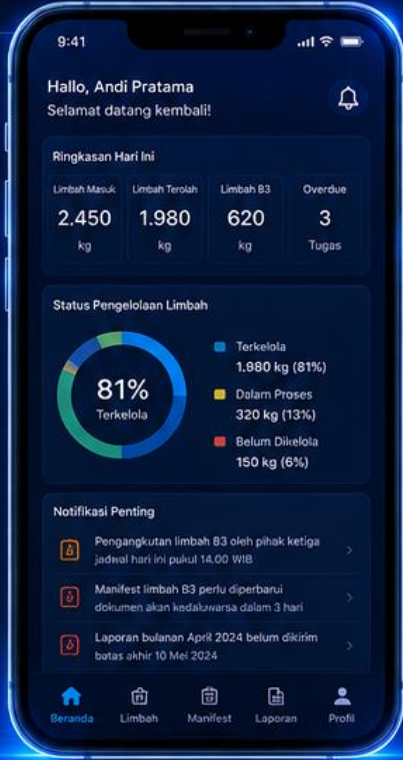 9:41
Hallo, Andi Pratama
Selamat datang kembali!
Ringkasan Hari Ini
Limbah Masuk
2.450
kg
Limbah Terolah
1.980
kg
Limbah B3
620
kg
Overdue
3
Tugas
Status Pengelolaan Limbah
81%
Terkelola
Terkelola
1.980 kg (81%)
Dalam Proses
320 kg (13%)
Belum Dikelola
150 kg (6%)
Notifikasi Penting
Pengangkutan limbah B3 oleh pihak ketiga
jadwal hari ini pukul 14.00 WIB
Manifest limbah B3 perlu diperbarui
dokumen akan kedaluwarsa dalam 3 hari
Laporan bulanan April 2024 belum dikirim
batas akhir 10 Mei 2024
Beranda
Limbah
Manifest
Laporan
Profil